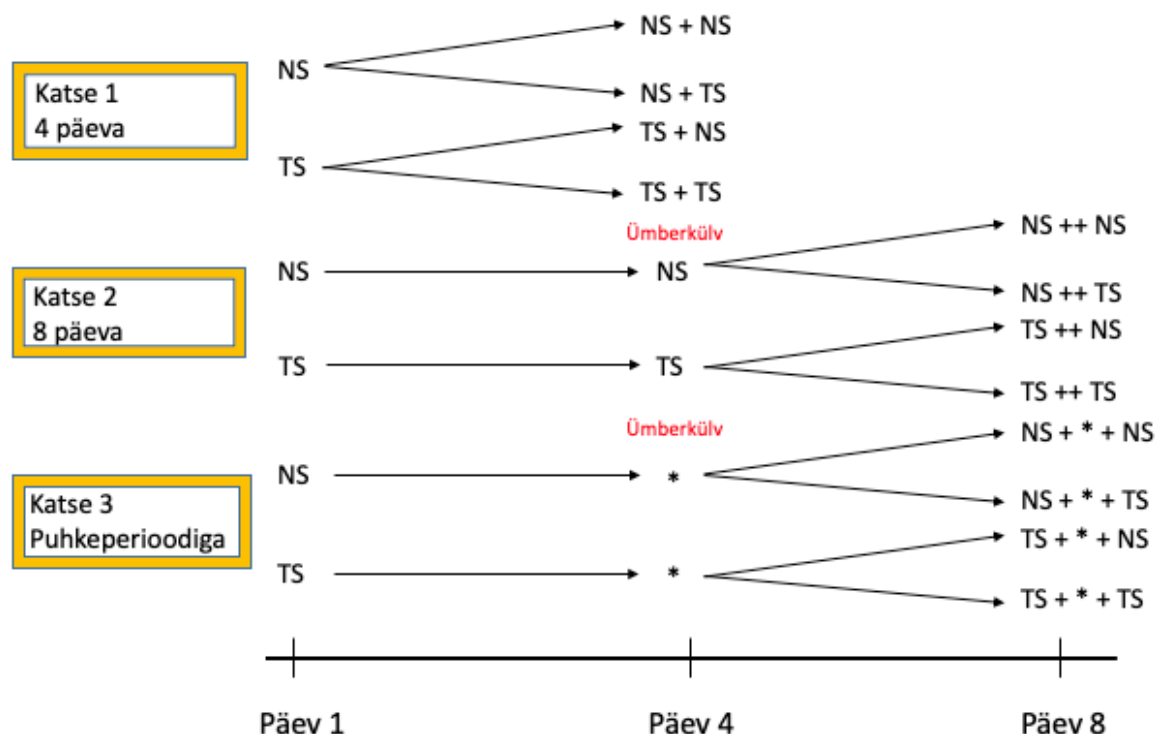 NS + NS
NS
Katse 1
4 päeva
NS + TS
TS + NS
TS
TS + TS
Ümberkülv
NS ++ NS
NS
NS
Katse 2
8 päeva
NS ++ TS
TS ++ NS
TS
TS
TS ++ TS
Ümberkülv
NS + * + NS
NS
*
Katse 3
Puhkeperioodiga
NS + * + TS
TS + * + NS
TS
*
TS + * + TS
Päev 1
Päev 4
Päev 8